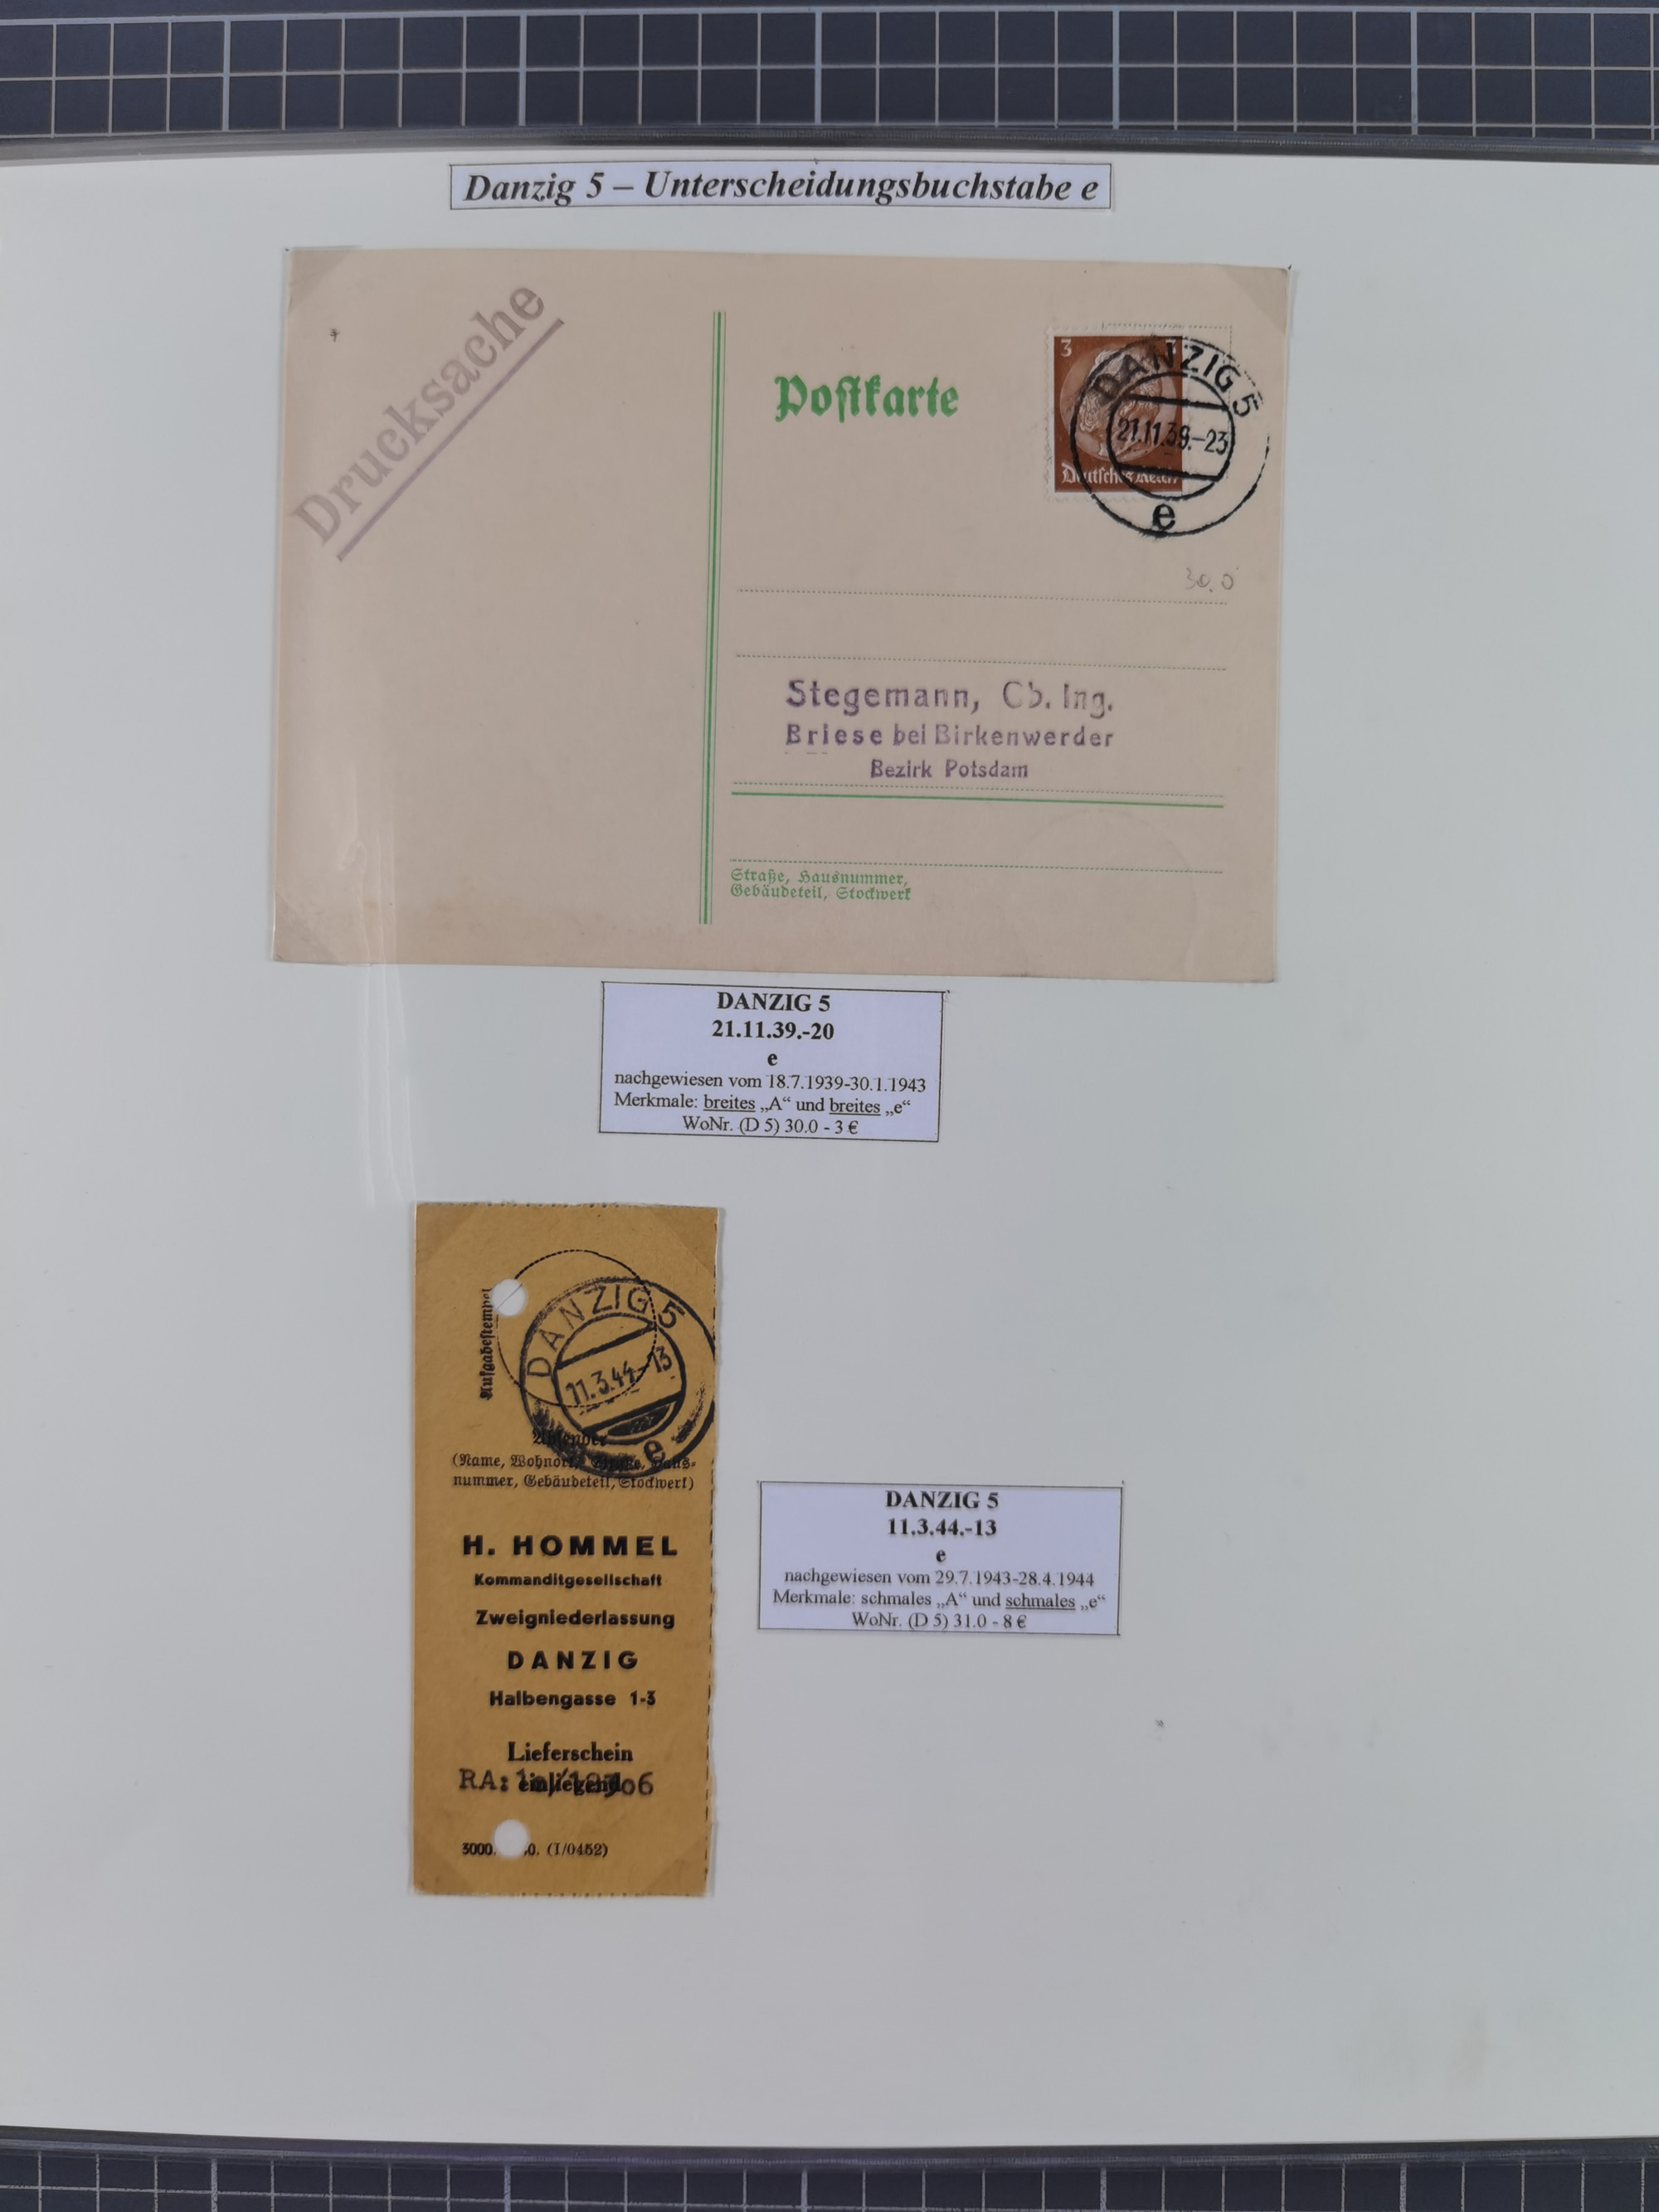 Danzig 5 – Unterscheidungsbuchstabe e
Drucksache
Postkarte
3
Deutsches Reich
DANZIG 5
21.11.39.-23
e
30.0
Stegemann, Cb. Ing.
Briese bei Birkenwerder
Bezirk Potsdam
Straße, Hausnummer,
Gebäudeteil, Stockwerk
DANZIG 5
21.11.39.-20
e
nachgewiesen vom 18.7.1939-30.1.1943
Merkmale: breites „A“ und breites „e“
WoNr. (D 5) 30.0 - 3 €
Aufgabestempel
DANZIG 5
11.3.44-13
e
Absender
(Name, Wohnort, Straße, Haus-
nummer, Gebäudeteil, Stockwerk)
H. HOMMEL
Kommanditgesellschaft
Zweigniederlassung
DANZIG
Halbengasse 1-3
Lieferschein
einliegend
RA:
3000. 0. (I/0452)
DANZIG 5
11.3.44.-13
e
nachgewiesen vom 29.7.1943-28.4.1944
Merkmale: schmales „A“ und schmales „e“
WoNr. (D 5) 31.0 - 8 €